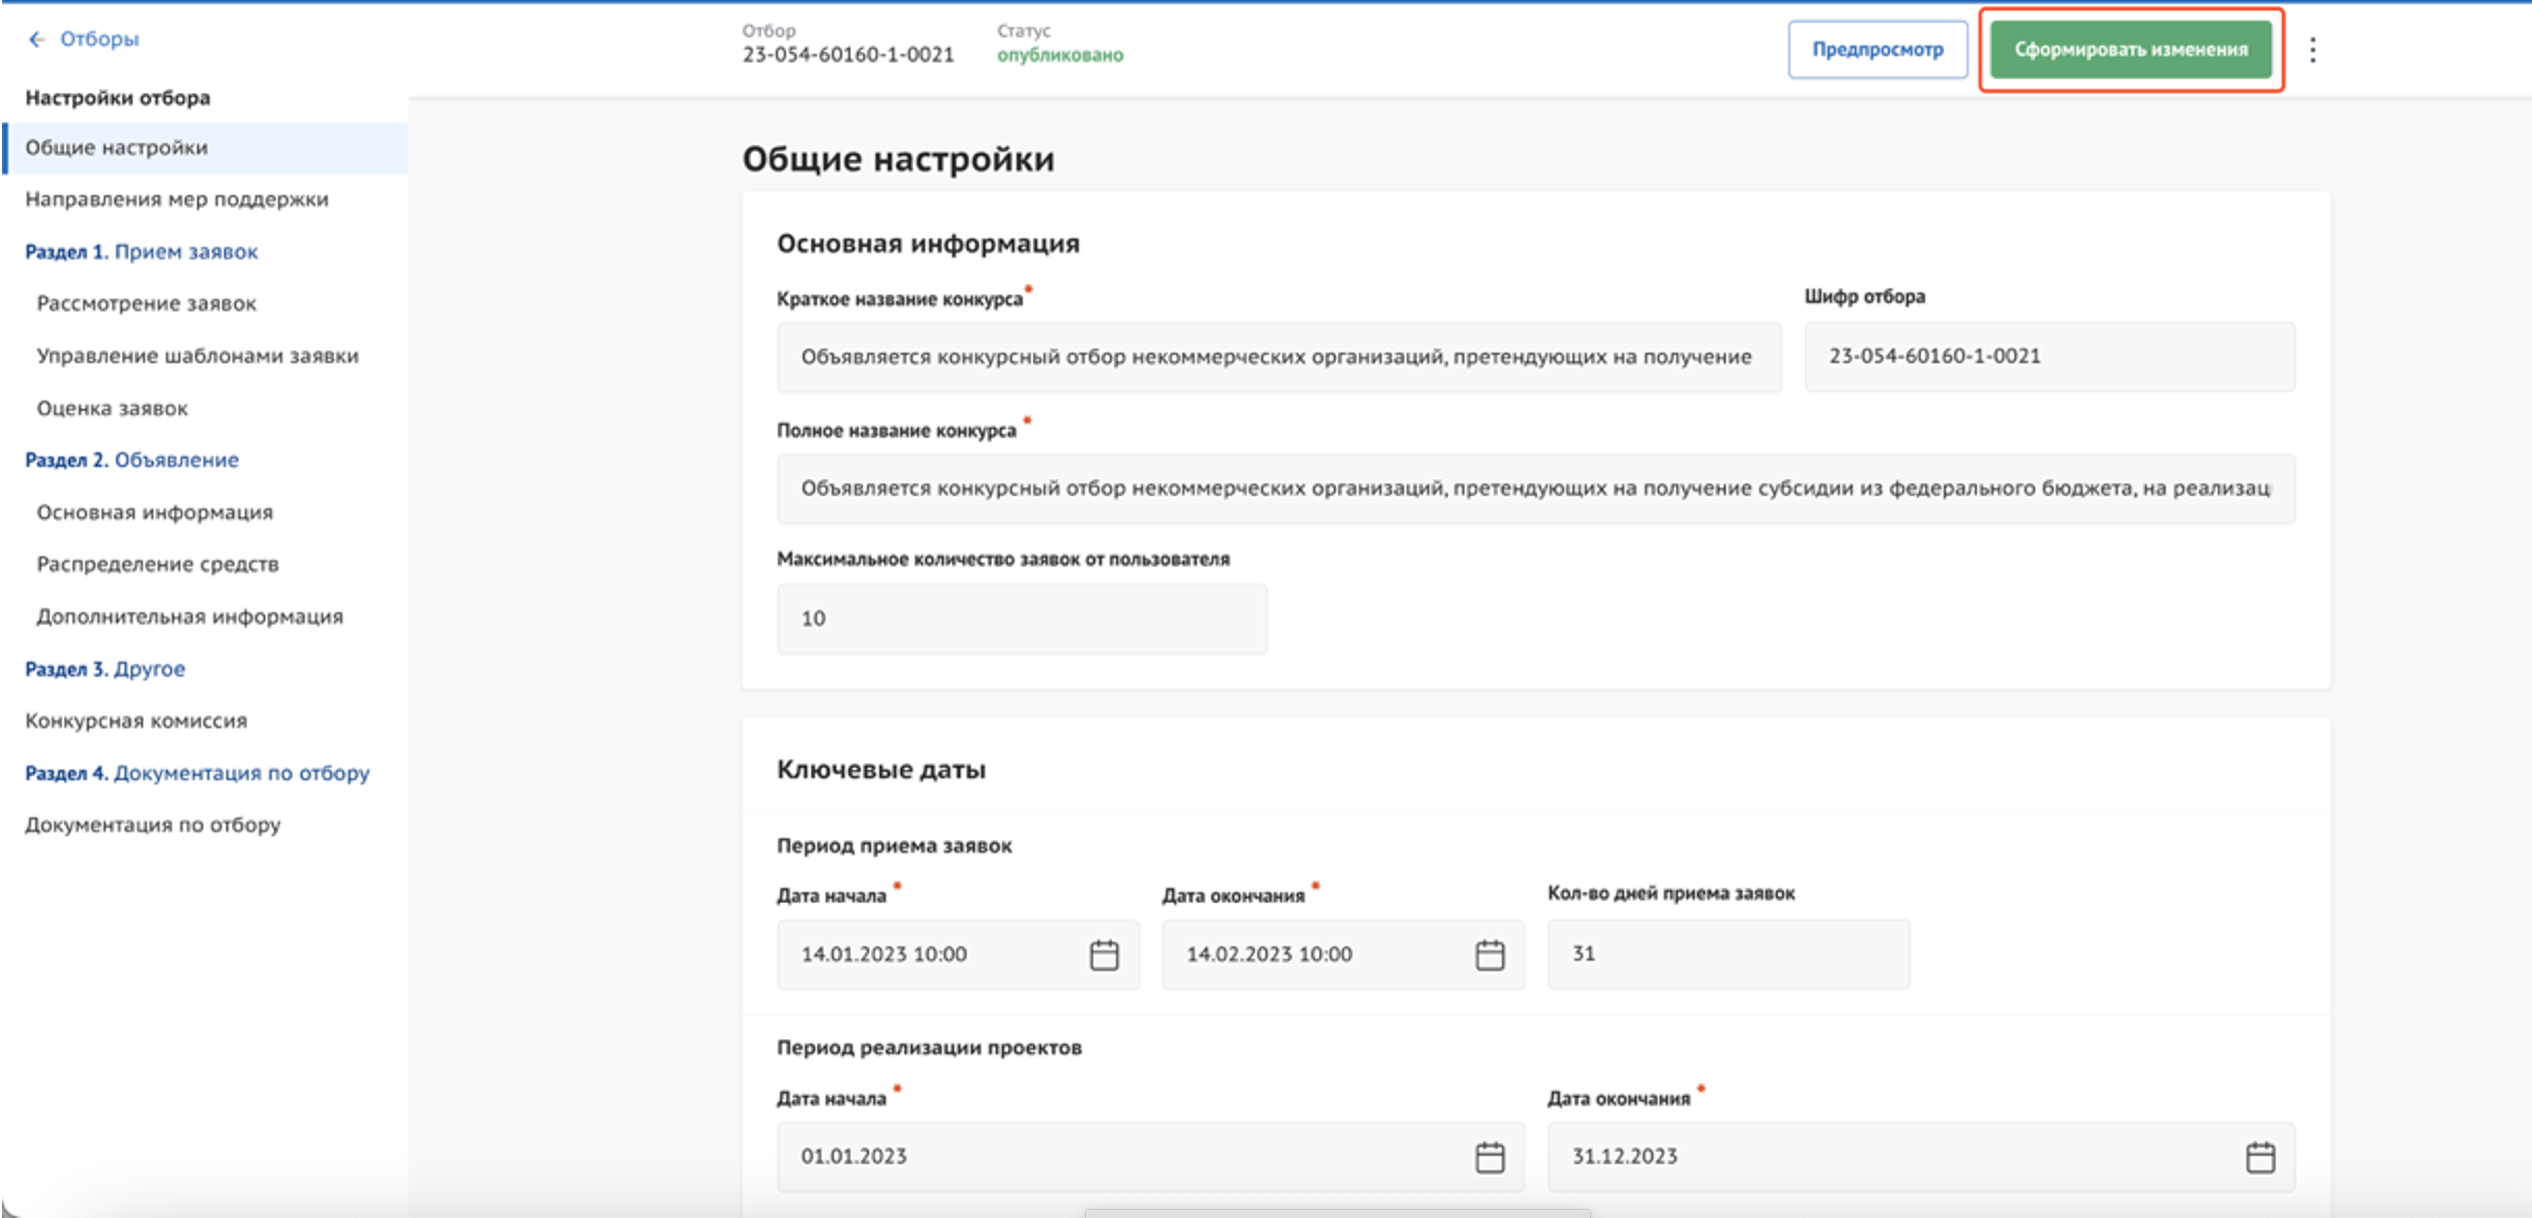 ← Отборы
Настройки отбора
Общие настройки
Направления мер поддержки
Раздел 1. Прием заявок
Рассмотрение заявок
Управление шаблонами заявки
Оценка заявок
Раздел 2. Объявление
Основная информация
Распределение средств
Дополнительная информация
Раздел 3. Другое
Конкурсная комиссия
Раздел 4. Документация по отбору
Документация по отбору
Отбор Статус
23-054-60160-1-0021 опубликовано
Предпросмотр Сформировать изменения
Общие настройки
Основная информация
Краткое название конкурса* Шифр отбора
Объявляется конкурсный отбор некоммерческих организаций, претендующих на получение 23-054-60160-1-0021
Полное название конкурса *
Объявляется конкурсный отбор некоммерческих организаций, претендующих на получение субсидии из федерального бюджета, на реализац
Максимальное количество заявок от пользователя
10
Ключевые даты
Период приема заявок
Дата начала * Дата окончания * Кол-во дней приема заявок
14.01.2023 10:00 14.02.2023 10:00 31
Период реализации проектов
Дата начала * Дата окончания *
01.01.2023 31.12.2023